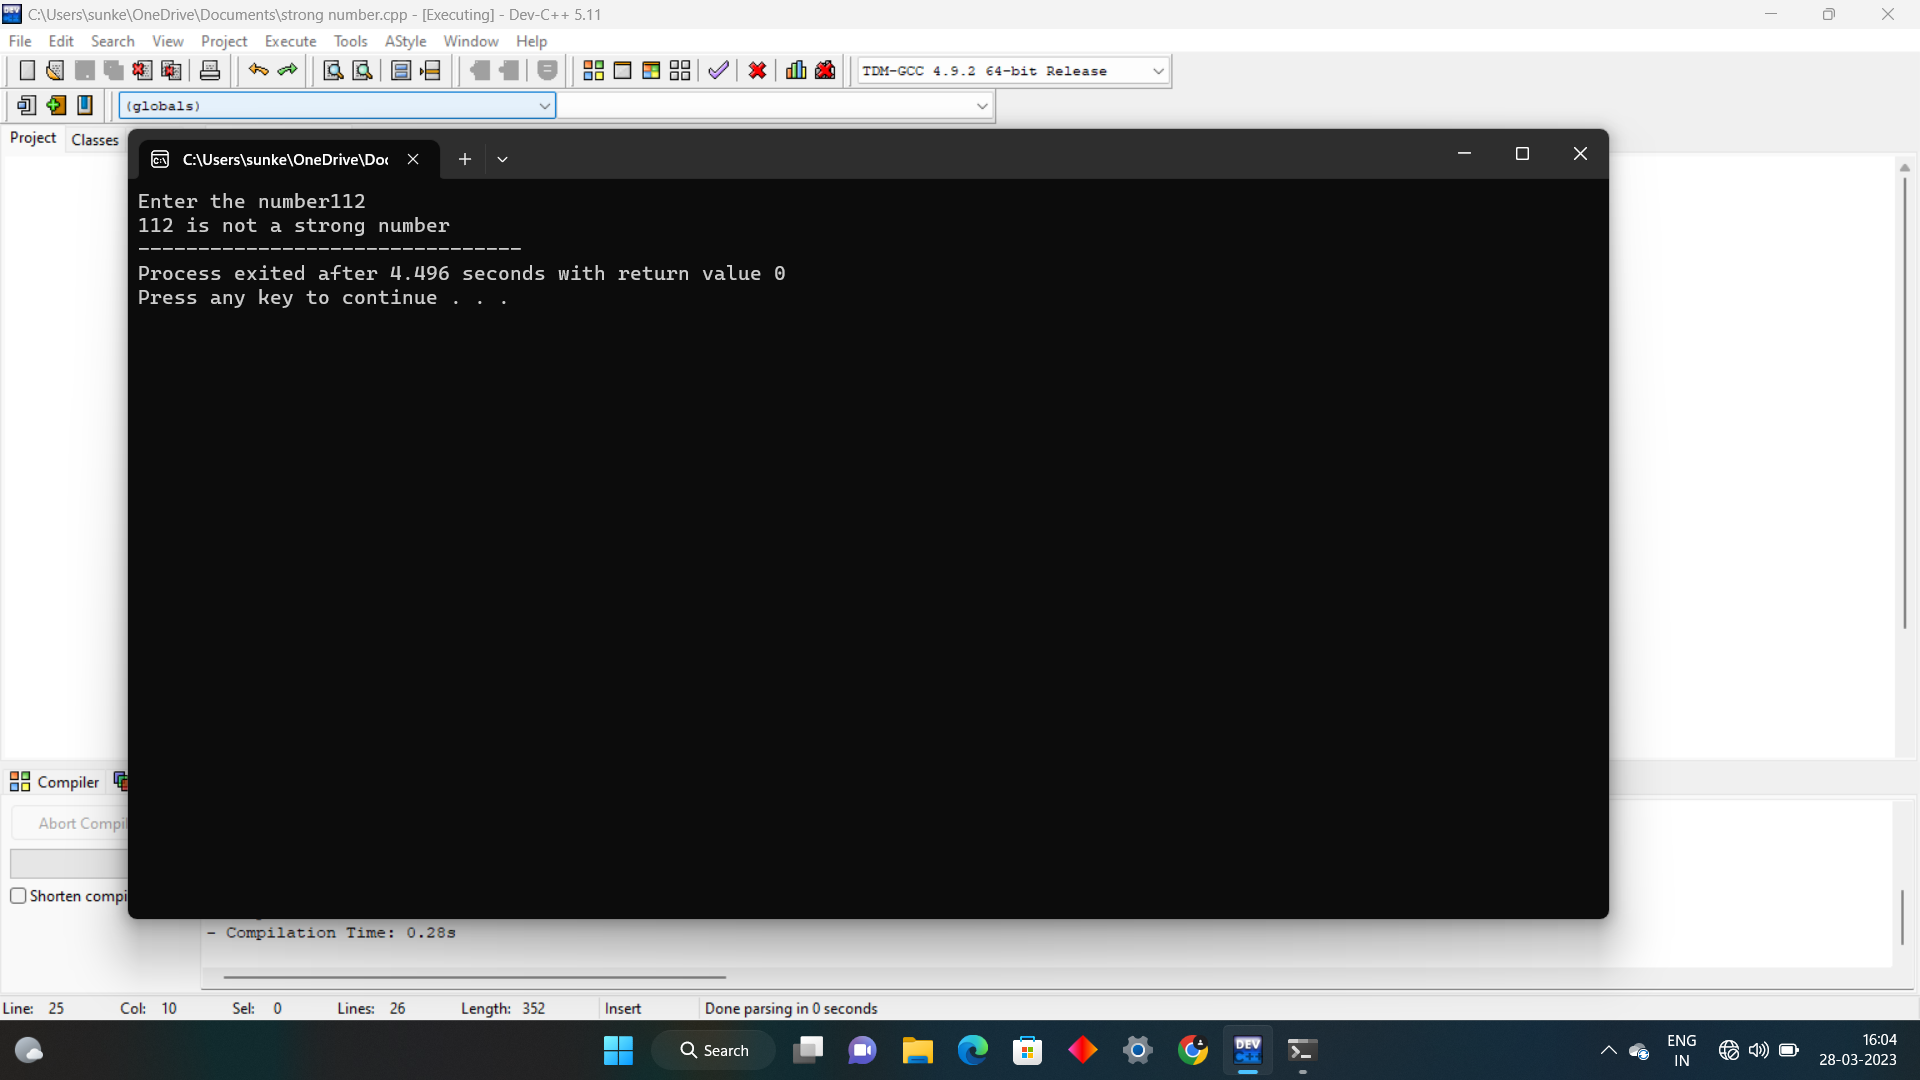 C:\Users\sunke\OneDrive\Documents\strong number.cpp - [Executing] - Dev-C++ 5.11
File Edit Search View Project Execute Tools AStyle Window Help
TDM-GCC 4.9.2 64-bit Release
(globals)
Project Classes
C:\Users\sunke\OneDrive\Doc
Enter the number112
112 is not a strong number
--------------------------------
Process exited after 4.496 seconds with return value 0
Press any key to continue . . .
Compiler
Abort Compil
Shorten compi
- Compilation Time: 0.28s
Line: 25 Col: 10 Sel: 0 Lines: 26 Length: 352 Insert Done parsing in 0 seconds
Search
DEV C++
ENG
IN
16:04
28-03-2023